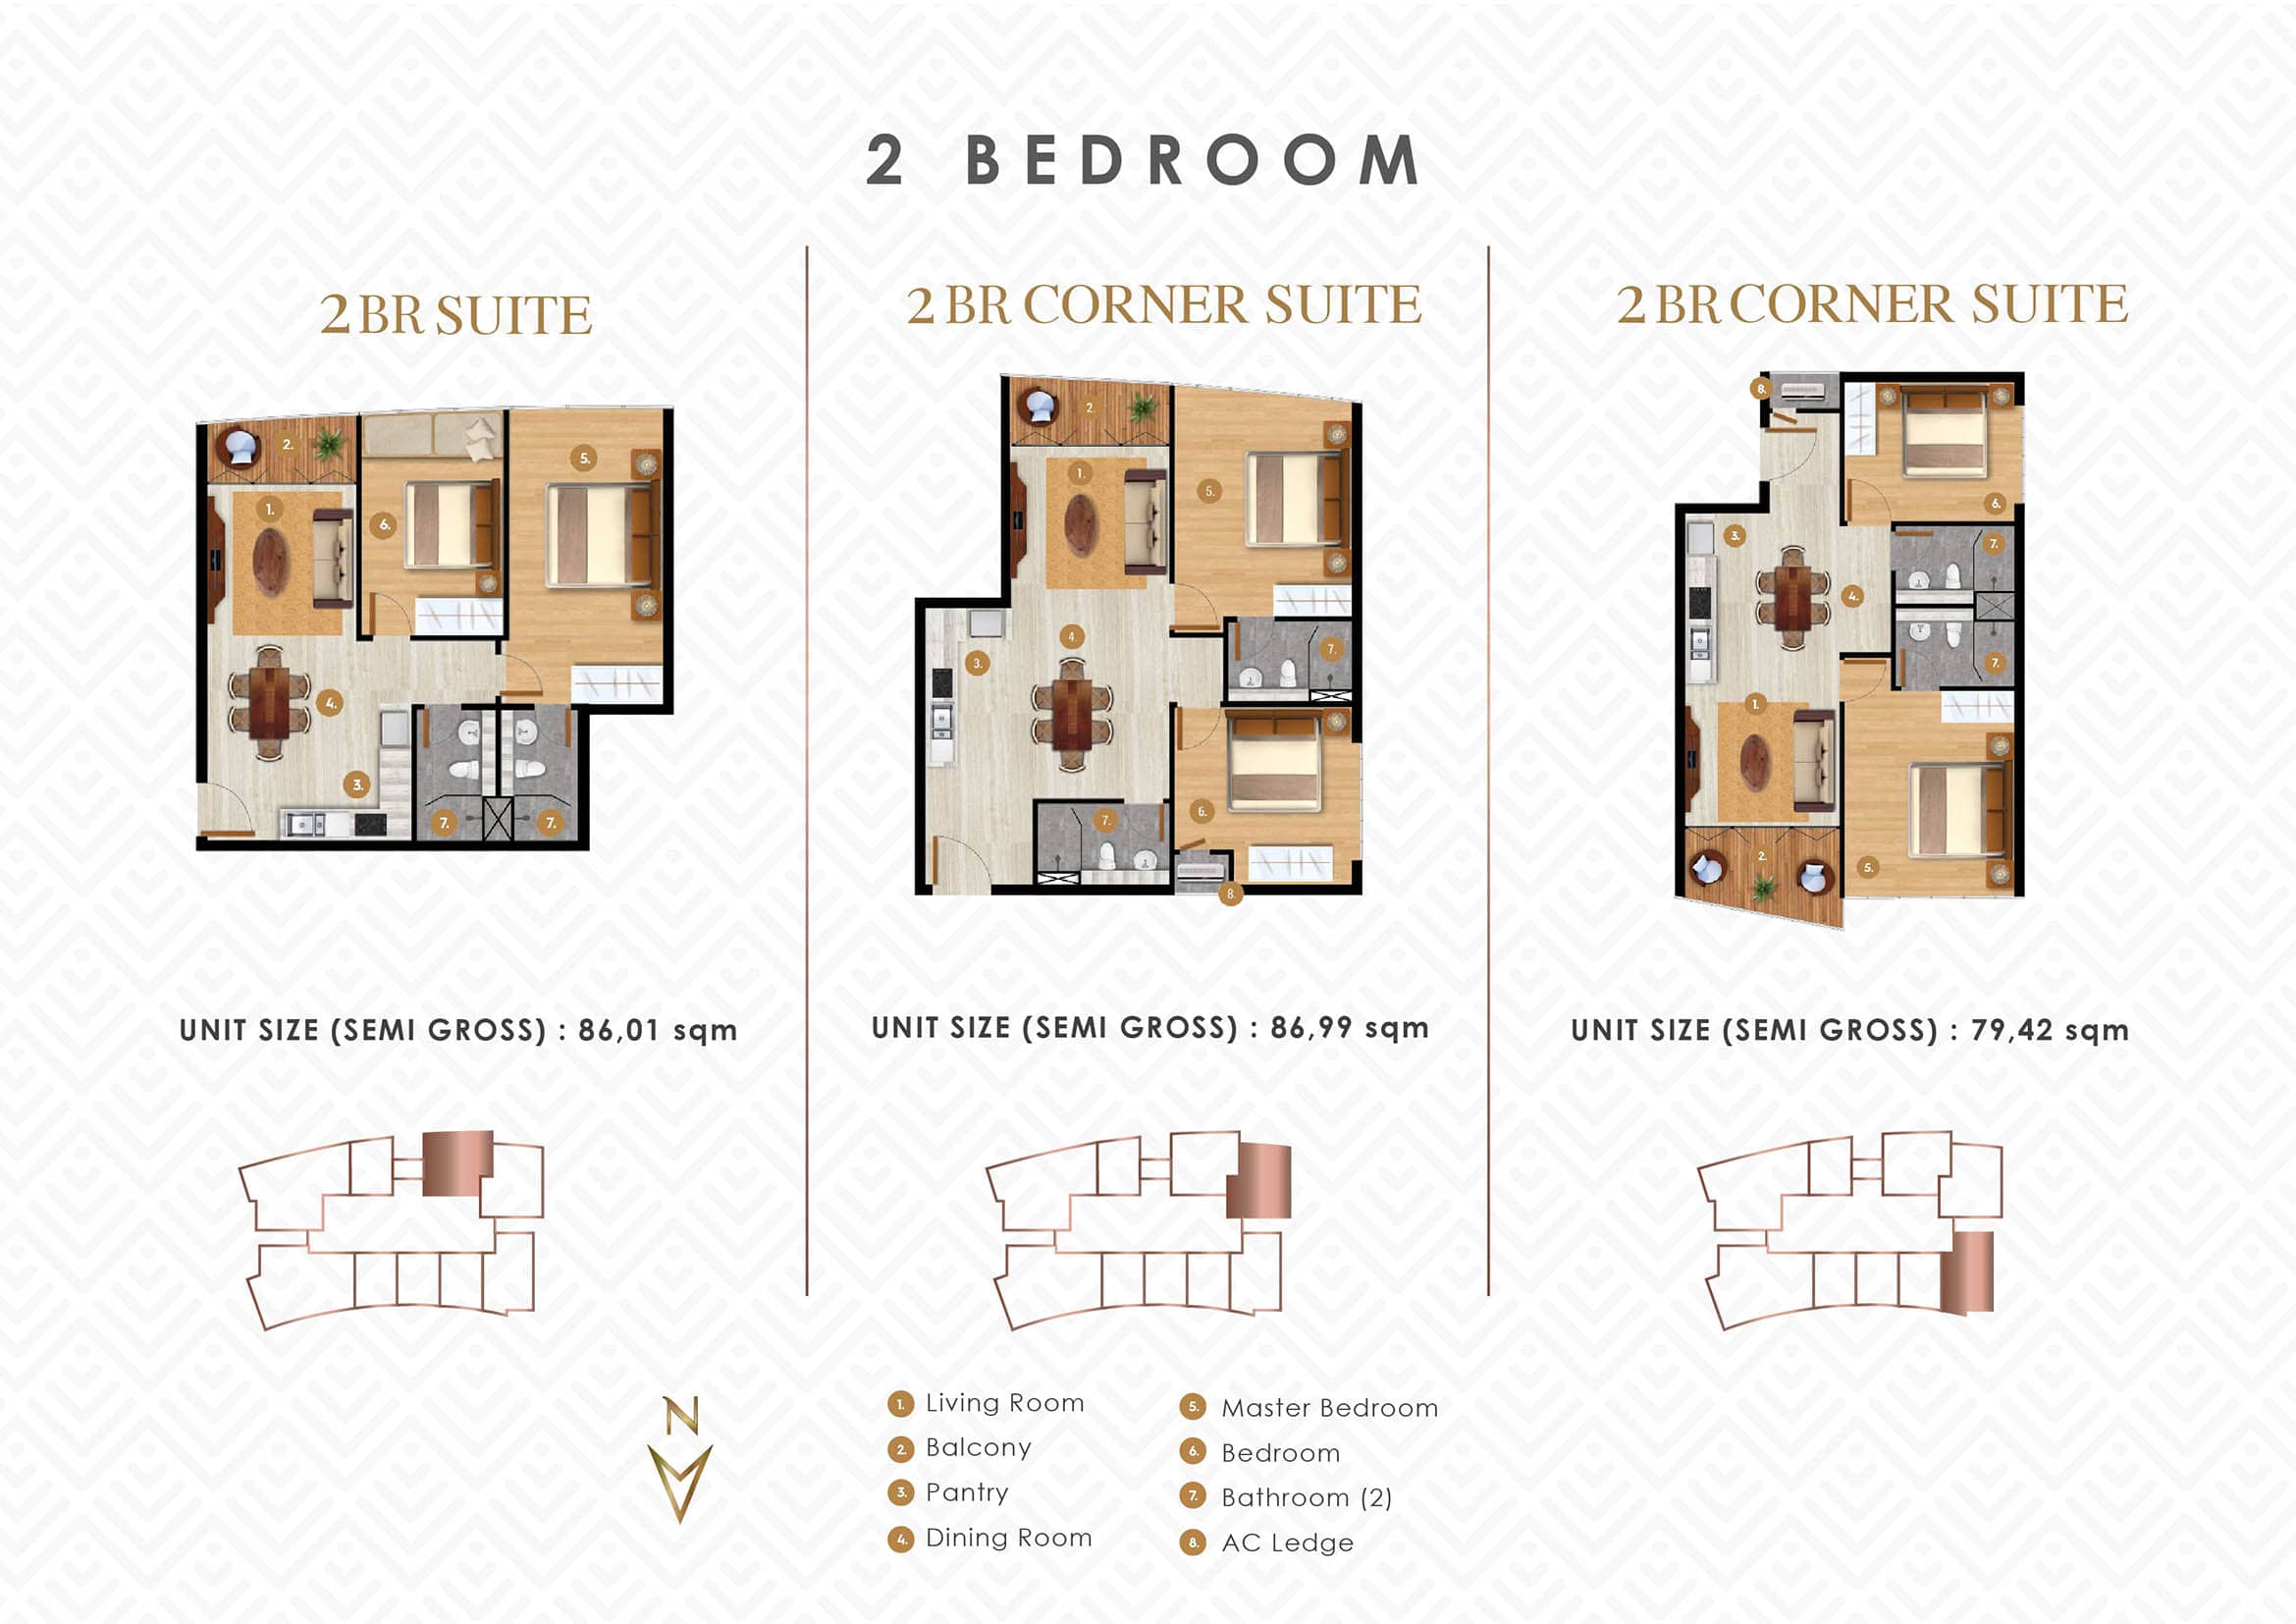 2 BEDROOM
2 BR SUITE
2.
5.
1.
6.
4.
3.
7.
7.
UNIT SIZE (SEMI GROSS) : 86,01 sqm
2 BR CORNER SUITE
2.
1.
5.
4.
7.
3.
6.
7.
8.
UNIT SIZE (SEMI GROSS) : 86,99 sqm
2 BR CORNER SUITE
8.
6.
3.
7.
4.
7.
1.
2.
5.
UNIT SIZE (SEMI GROSS) : 79,42 sqm
N
1. Living Room
2. Balcony
3. Pantry
4. Dining Room
5. Master Bedroom
6. Bedroom
7. Bathroom (2)
8. AC Ledge